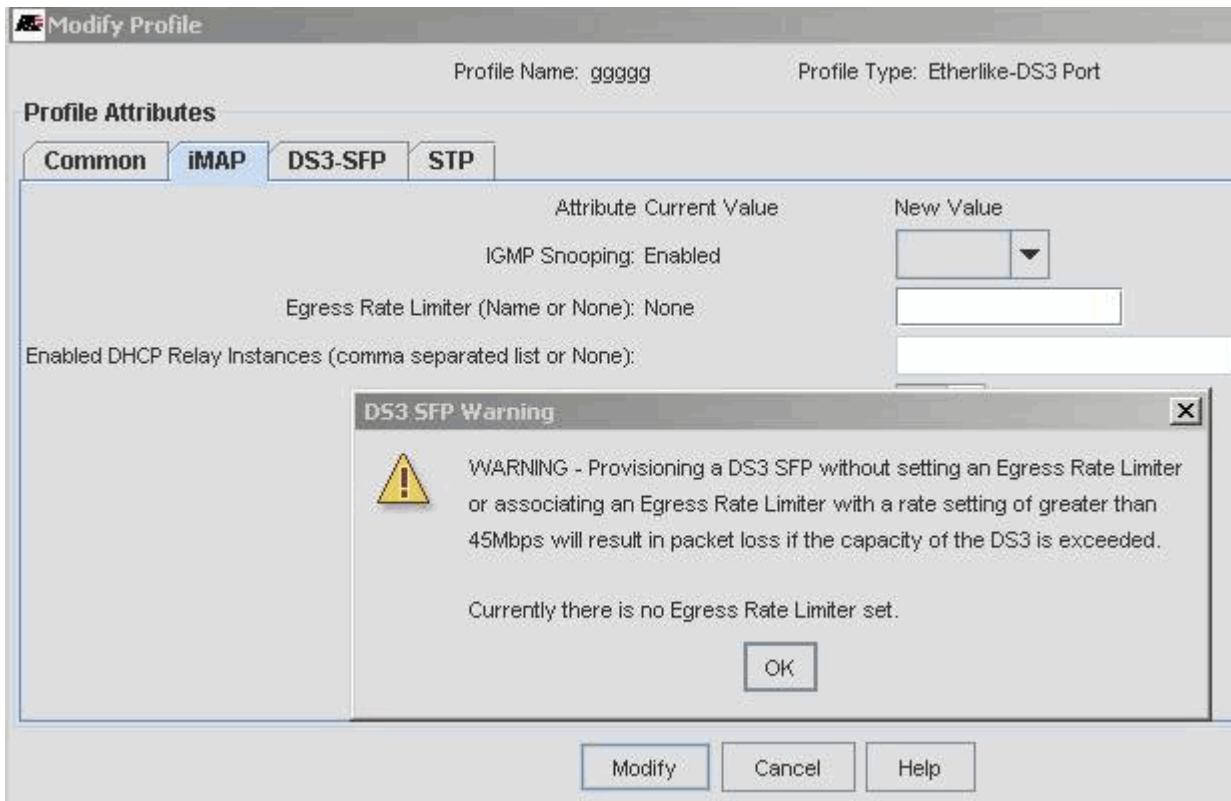 Modify Profile
Profile Name: ggggg Profile Type: Etherlike-DS3 Port
Profile Attributes
Common iMAP DS3-SFP STP
Attribute Current Value New Value
IGMP Snooping: Enabled
Egress Rate Limiter (Name or None): None
Enabled DHCP Relay Instances (comma separated list or None):
DS3 SFP Warning
WARNING - Provisioning a DS3 SFP without setting an Egress Rate Limiter
or associating an Egress Rate Limiter with a rate setting of greater than
45Mbps will result in packet loss if the capacity of the DS3 is exceeded.
Currently there is no Egress Rate Limiter set.
OK
Modify Cancel Help